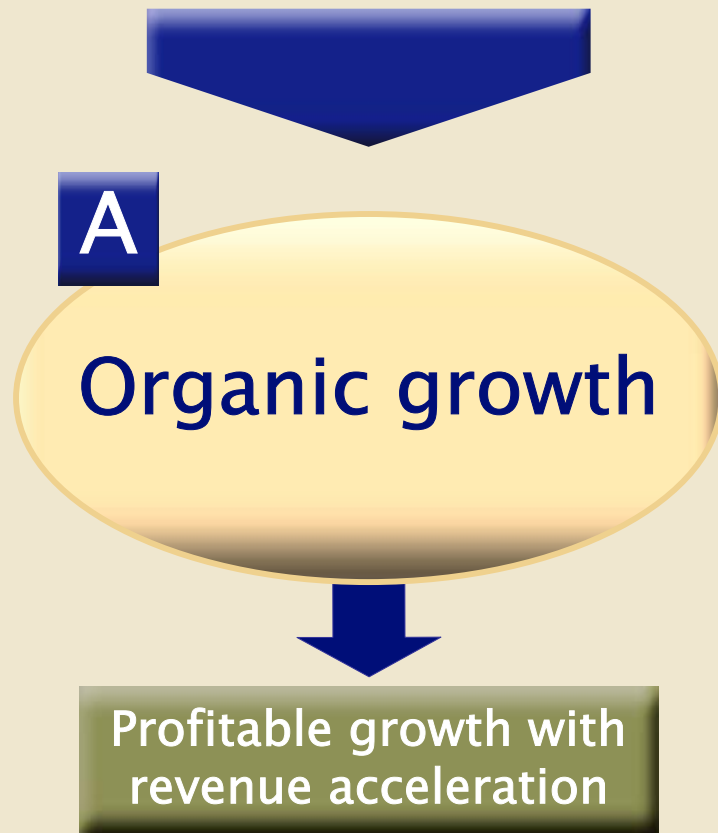 A
Organic growth
Profitable growth with
revenue acceleration